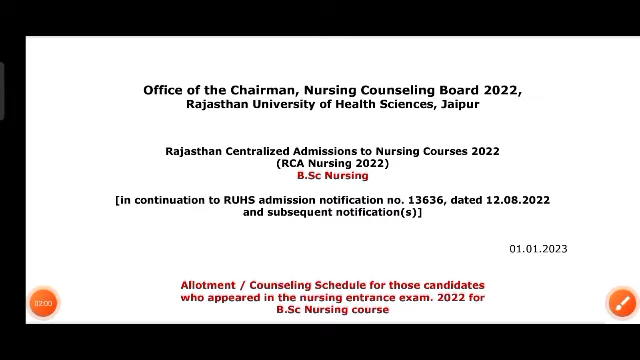 Office of the Chairman, Nursing Counseling Board 2022,
Rajasthan University of Health Sciences, Jaipur
Rajasthan Centralized Admissions to Nursing Courses 2022
(RCA Nursing 2022)
B.Sc Nursing
[in continuation to RUHS admission notification no. 13636, dated 12.08.2022
and subsequent notification(s)]
01.01.2023
Allotment / Counseling Schedule for those candidates
who appeared in the nursing entrance exam. 2022 for
B.Sc Nursing course
02:00